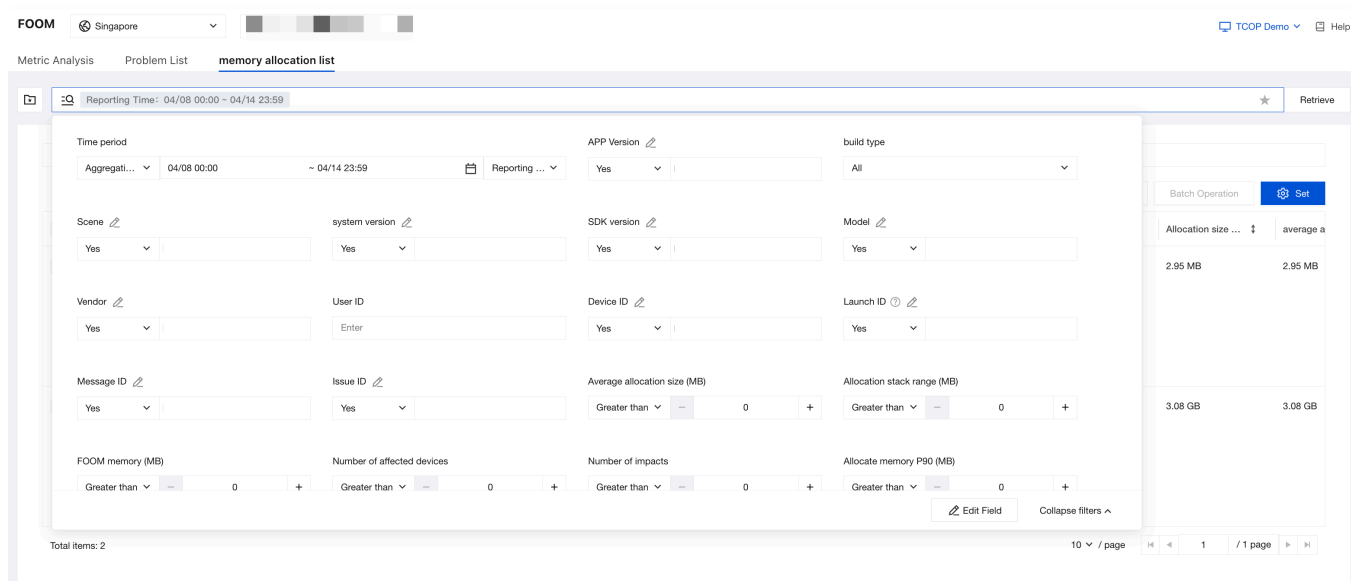 FOOM Singapore TCOP Demo Help
Metric Analysis Problem List memory allocation list
Reporting Time: 04/08 00:00 ~ 04/14 23:59 Retrieve
Time period APP Version build type
Aggregati... 04/08 00:00 ~ 04/14 23:59 Reporting ... Yes All
Batch Operation Set
Scene system version SDK version Model
Allocation size ... average a
Yes Yes Yes Yes
2.95 MB 2.95 MB
Vendor User ID Device ID Launch ID
Yes Enter Yes Yes
Message ID Issue ID Average allocation size (MB) Allocation stack range (MB)
Yes Yes Greater than − 0 + Greater than − 0 +
3.08 GB 3.08 GB
FOOM memory (MB) Number of affected devices Number of impacts Allocate memory P90 (MB)
Greater than − 0 + Greater than − 0 + Greater than − 0 + Greater than − 0 +
Edit Field Collapse filters
Total items: 2 10 / page 1 / 1 page